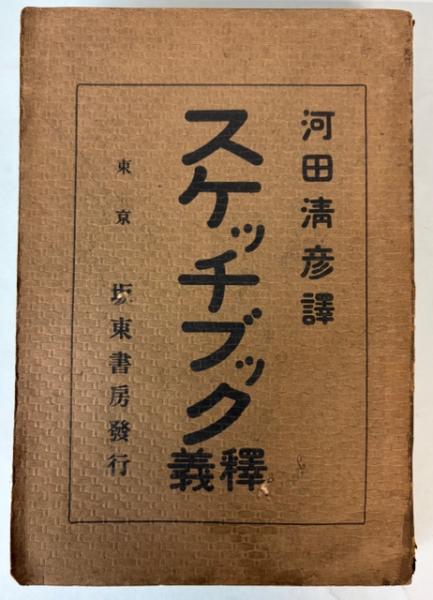 河田清彦譯
スケッチブック
釋義
東京
坂東書房發行